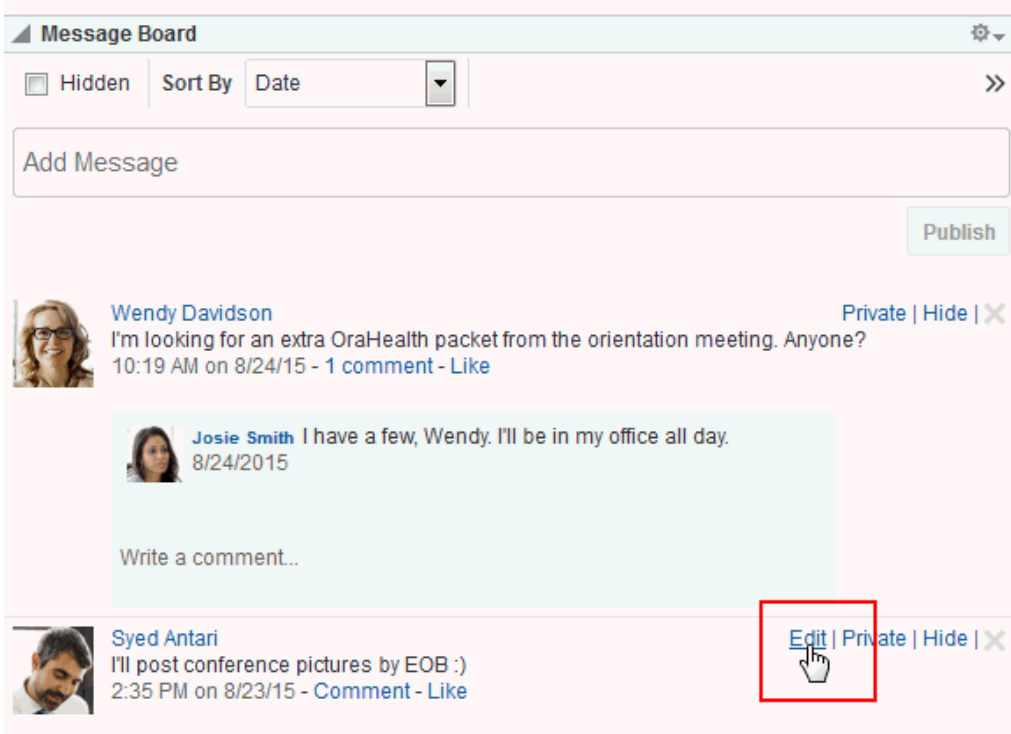 Message Board
Hidden Sort By Date
Add Message
Publish
Wendy Davidson Private | Hide |
I'm looking for an extra OraHealth packet from the orientation meeting. Anyone?
10:19 AM on 8/24/15 - 1 comment - Like
Josie Smith I have a few, Wendy. I'll be in my office all day.
8/24/2015
Write a comment...
Syed Antari Edit | Private | Hide |
I'll post conference pictures by EOB :)
2:35 PM on 8/23/15 - Comment - Like